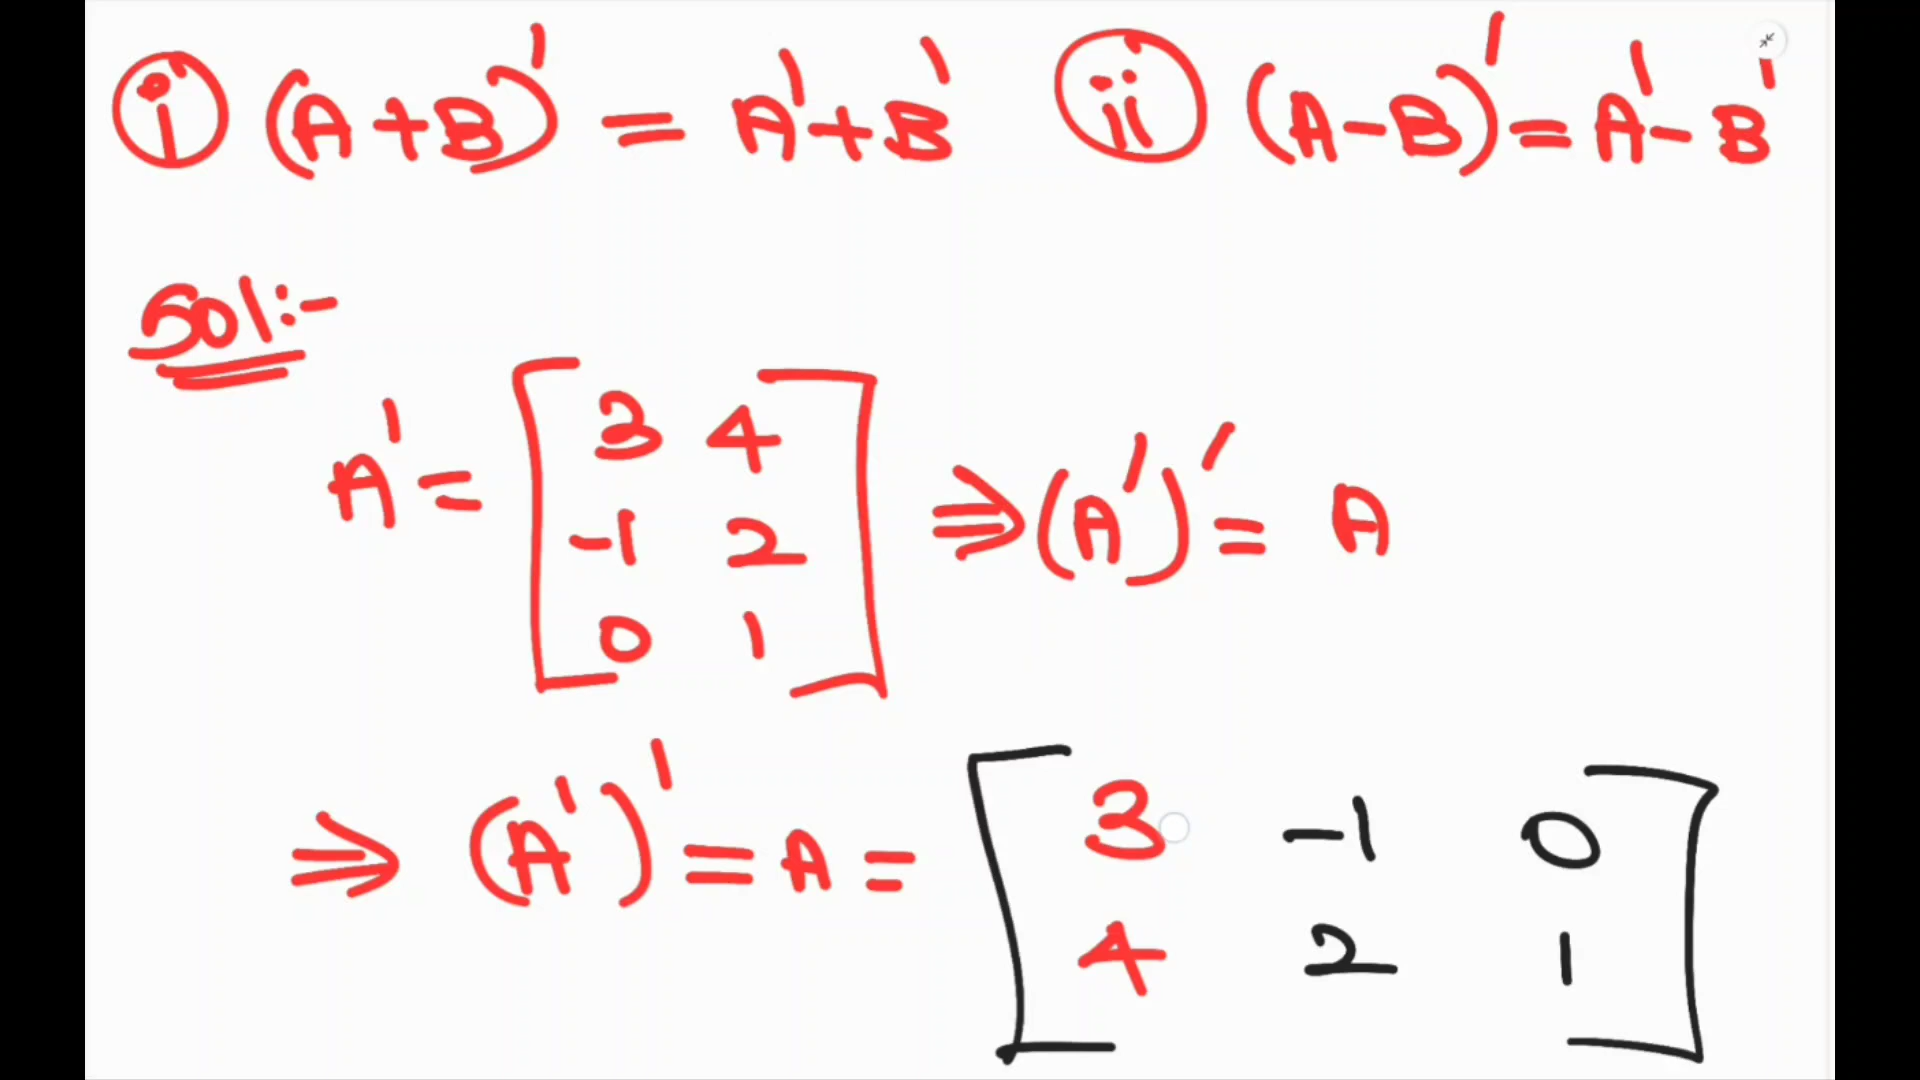 i (A+B)' = A'+B' ii (A-B)' = A'-B'
Sol:-
A' = [3 4
-1 2
0 1] ⇒ (A')' = A
⇒ (A')' = A = [3 -1 0
4 2 1]